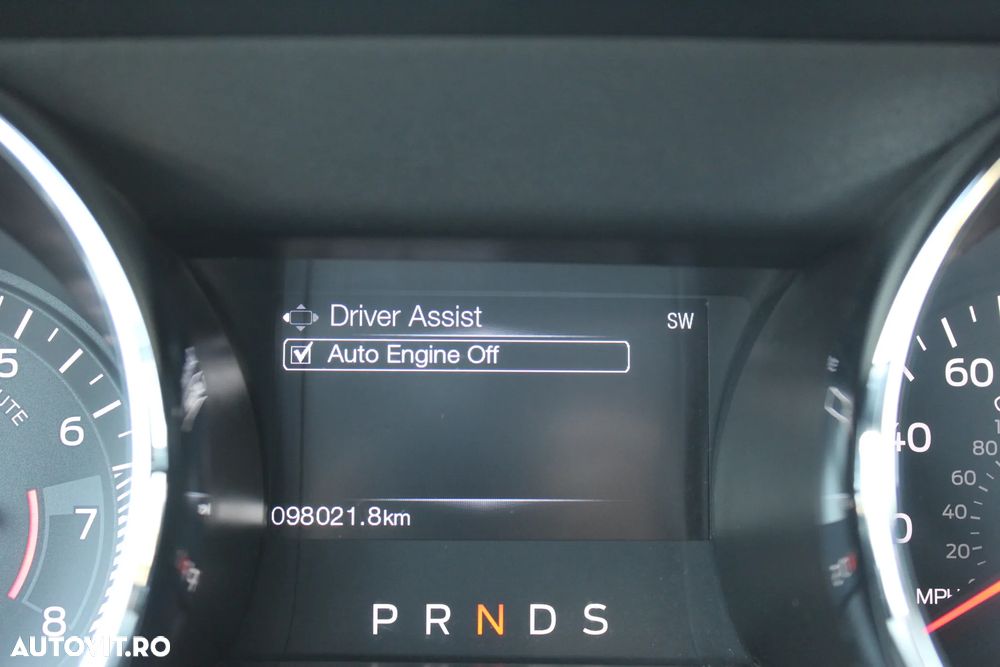 Driver Assist
SW
Auto Engine Off
098021.8km
P R N D S
5
6
7
8
60
40
80
60
40
20
MPH
AUTOVIT.RO